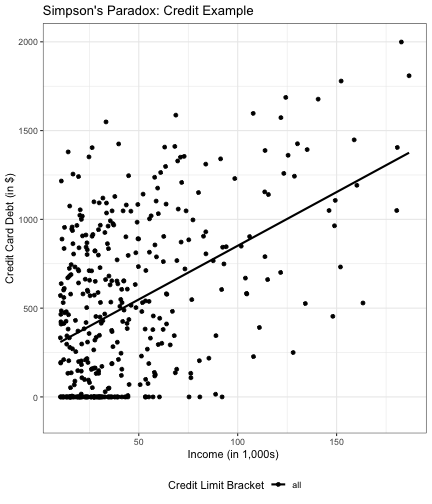 Simpson's Paradox: Credit Example
2000
1500
1000
500
0
Credit Card Debt (in $)
50
100
150
Income (in 1,000s)
Credit Limit Bracket
all